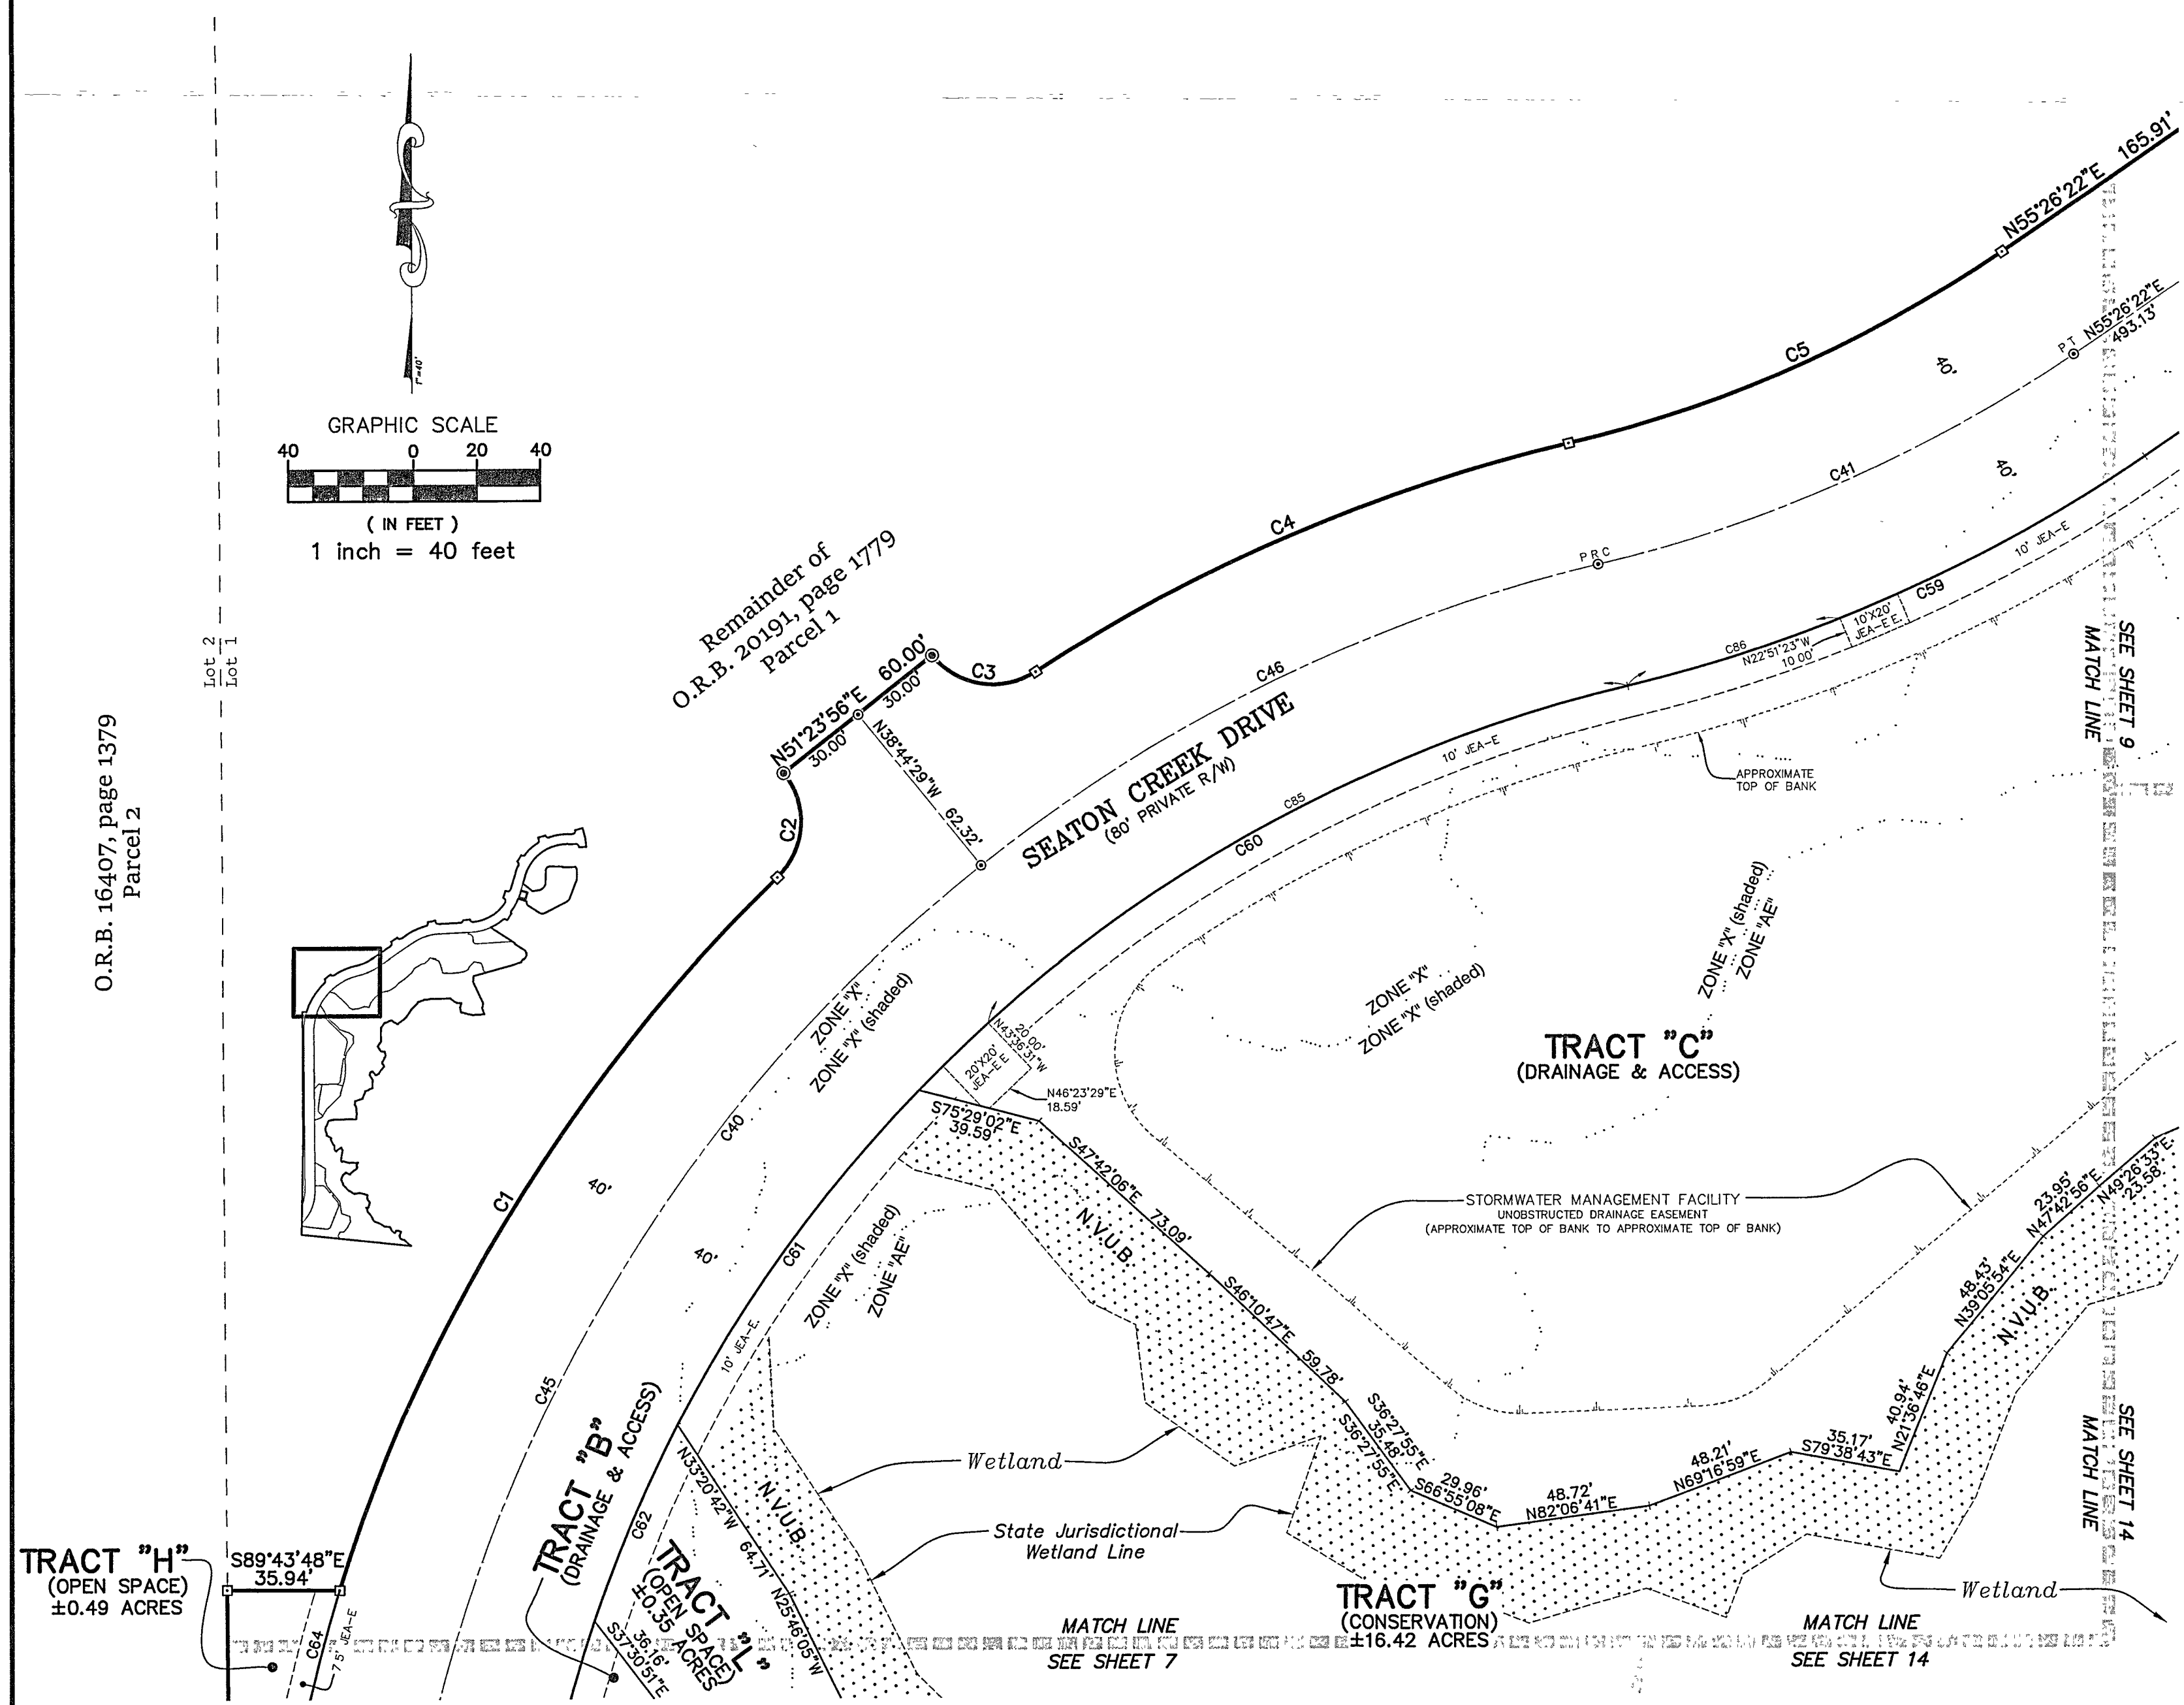 165.91'
N55°26'22"E
N55°26'22"E
493.13'
PT
1"=40'
GRAPHIC SCALE
40 0 20 40
( IN FEET )
1 inch = 40 feet
C5
40'
C41
40'
C4
PRC
10' JEA-E
C59
10'X20'
JEA-E E.
C86
N22°51'23"W
10 00'
Remainder of
O.R.B. 20191, page 1779
Parcel 1
Lot 2
Lot 1
60.00'
N51°23'56"E
30.00'
30.00'
C3
C46
N38°44'29"W
62.32'
SEATON CREEK DRIVE
(80' PRIVATE R/W)
SEE SHEET 9
MATCH LINE
10' JEA-E
APPROXIMATE
TOP OF BANK
O.R.B. 16407, page 1379
Parcel 2
C2
C85
C60
ZONE "X"
ZONE "X" (shaded)
ZONE "X"
ZONE "X" (shaded)
ZONE "X" (shaded)
ZONE "AE"
TRACT "C"
(DRAINAGE & ACCESS)
20.00'
N43°36'31"W
20'X20'
JEA-E E.
N46°23'29"E
18.59'
S75°29'02"E
39.59'
C40
C1
40'
40'
C61
S47°42'06"E
73.09'
N.V.U.B.
STORMWATER MANAGEMENT FACILITY
UNOBSTRUCTED DRAINAGE EASEMENT
(APPROXIMATE TOP OF BANK TO APPROXIMATE TOP OF BANK)
N49°26'33"E
23.58'
23.95'
N47°42'56"E
48.43'
N39°05'54"E
N.V.U.B.
ZONE "X" (shaded)
ZONE "AE"
S46°10'47"E
59.78'
10' JEA-E.
C45
S36°27'55"E
35.48'
S36°27'55"E
40.94'
N21°36'46"E
35.17'
S79°38'43"E
48.21'
N69°16'59"E
48.72'
N82°06'41"E
29.96'
S66°55'08"E
SEE SHEET 14
MATCH LINE
TRACT "B"
(DRAINAGE & ACCESS)
Wetland
N33°20'42"W
64.71'
N.V.U.B.
C62
State Jurisdictional
Wetland Line
TRACT "H"
(OPEN SPACE)
±0.49 ACRES
S89°43'48"E
35.94'
C64
7 5' JEA-E
TRACT "L"
(OPEN SPACE)
±0.35 ACRES
N25°46'05"W
36.16'
S37°30'51"E
TRACT "G"
(CONSERVATION)
±16.42 ACRES
Wetland
MATCH LINE
SEE SHEET 7
MATCH LINE
SEE SHEET 14